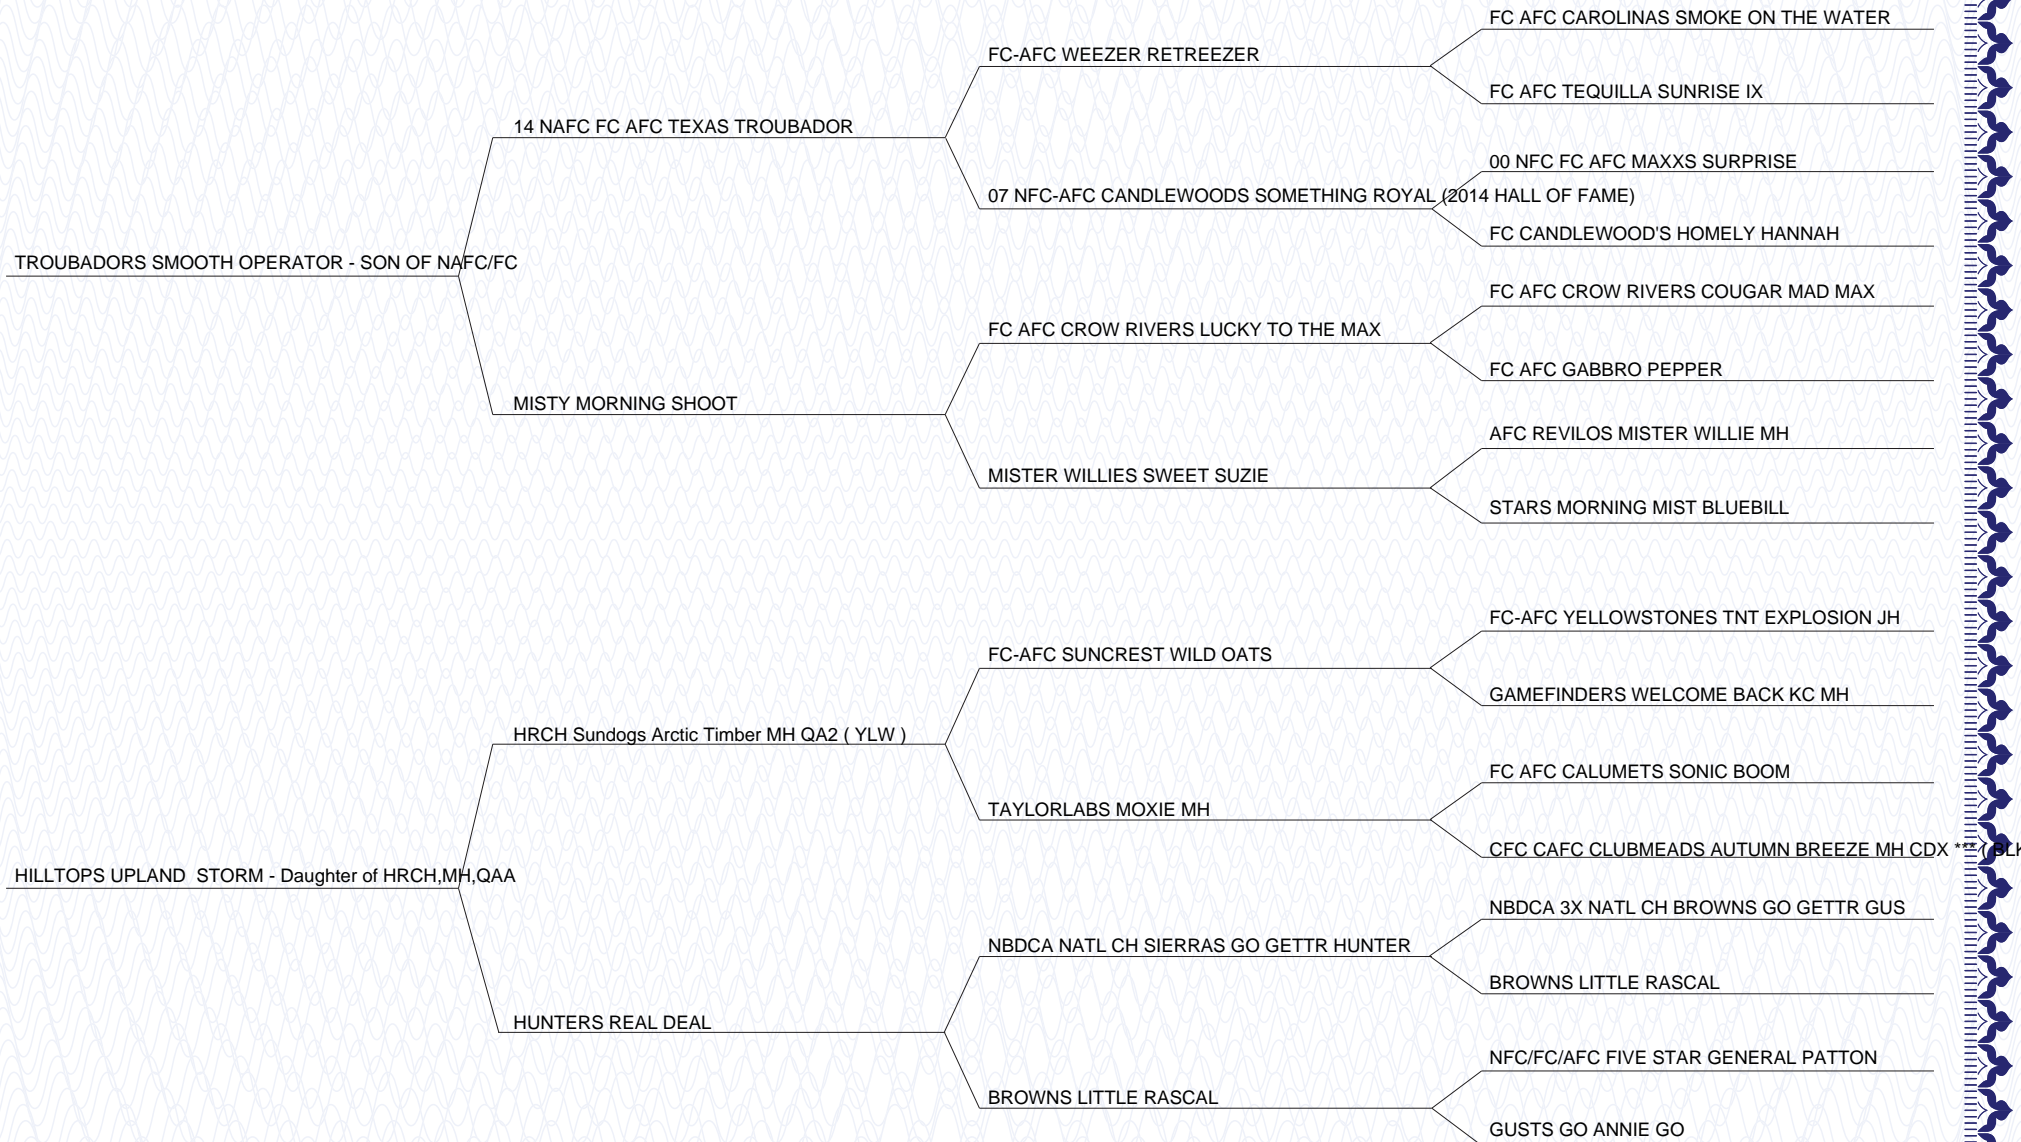 FC AFC CAROLINAS SMOKE ON THE WATER
FC-AFC WEEZER RETREEZER
FC AFC TEQUILLA SUNRISE IX
14 NAFC FC AFC TEXAS TROUBADOR
00 NFC FC AFC MAXXS SURPRISE
07 NFC-AFC CANDLEWOODS SOMETHING ROYAL (2014 HALL OF FAME)
FC CANDLEWOOD'S HOMELY HANNAH
TROUBADORS SMOOTH OPERATOR - SON OF NAFC/FC
FC AFC CROW RIVERS COUGAR MAD MAX
FC AFC CROW RIVERS LUCKY TO THE MAX
FC AFC GABBRO PEPPER
MISTY MORNING SHOOT
AFC REVILOS MISTER WILLIE MH
MISTER WILLIES SWEET SUZIE
STARS MORNING MIST BLUEBILL
FC-AFC YELLOWSTONES TNT EXPLOSION JH
FC-AFC SUNCREST WILD OATS
GAMEFINDERS WELCOME BACK KC MH
HRCH Sundogs Arctic Timber MH QA2 ( YLW )
FC AFC CALUMETS SONIC BOOM
TAYLORLABS MOXIE MH
CFC CAFC CLUBMEADS AUTUMN BREEZE MH CDX *** ( BLK
HILLTOPS UPLAND  STORM - Daughter of HRCH,MH,QAA
NBDCA 3X NATL CH BROWNS GO GETTR GUS
NBDCA NATL CH SIERRAS GO GETTR HUNTER
BROWNS LITTLE RASCAL
HUNTERS REAL DEAL
NFC/FC/AFC FIVE STAR GENERAL PATTON
BROWNS LITTLE RASCAL
GUSTS GO ANNIE GO